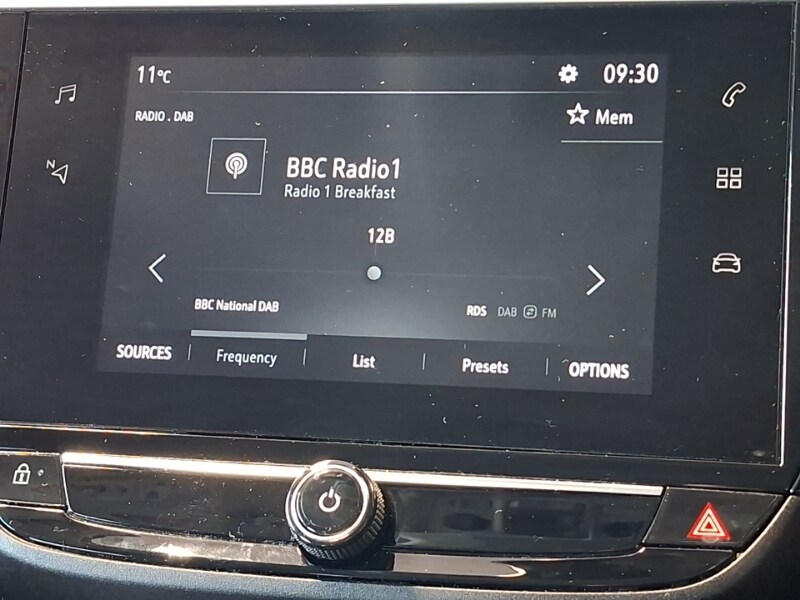 11°C 09:30
RADIO . DAB Mem
N
BBC Radio1
Radio 1 Breakfast
12B
BBC National DAB RDS DAB FM
SOURCES Frequency List Presets OPTIONS